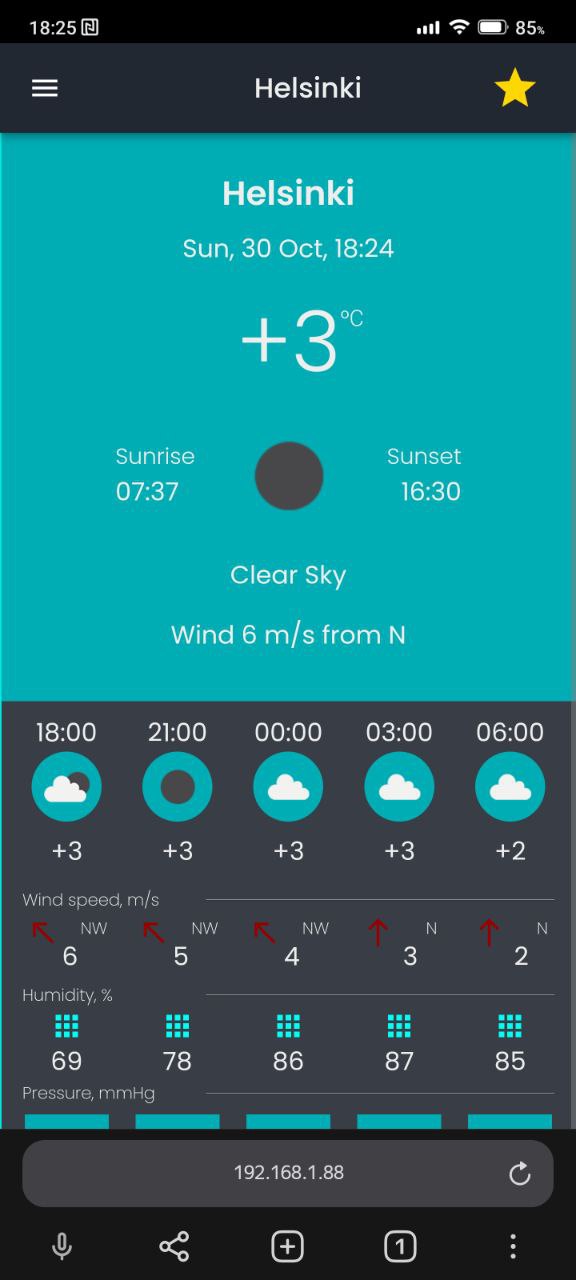 18:25 85%
Helsinki
Helsinki
Sun, 30 Oct, 18:24
+3°C
Sunrise Sunset
07:37 16:30
Clear Sky
Wind 6 m/s from N
18:00 21:00 00:00 03:00 06:00
+3 +3 +3 +3 +2
Wind speed, m/s
NW NW NW N N
6 5 4 3 2
Humidity, %
69 78 86 87 85
Pressure, mmHg
192.168.1.88
1